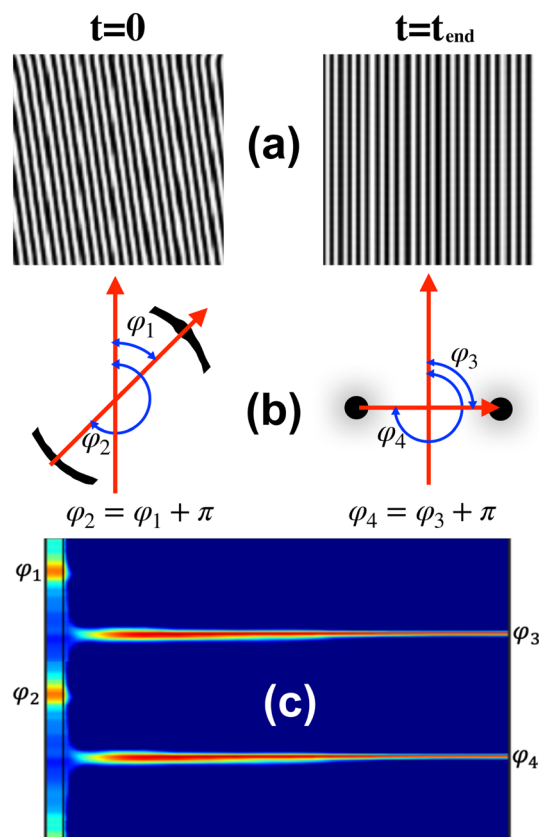 t=0 t=t_end
(a)
φ₁ φ₃
(b)
φ₂ φ₄
φ₂ = φ₁ + π φ₄ = φ₃ + π
φ₁
φ₃
φ₂ (c)
φ₄